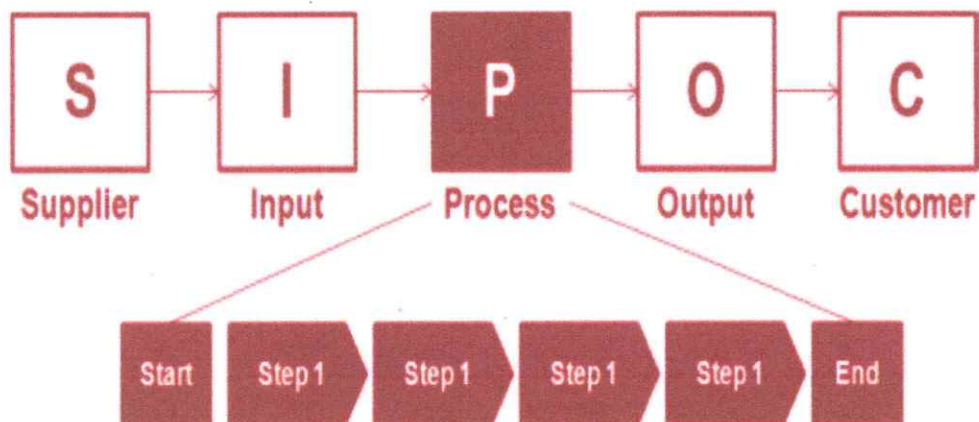 S I P O C
Supplier Input Process Output Customer
Start Step 1 Step 1 Step 1 Step 1 End